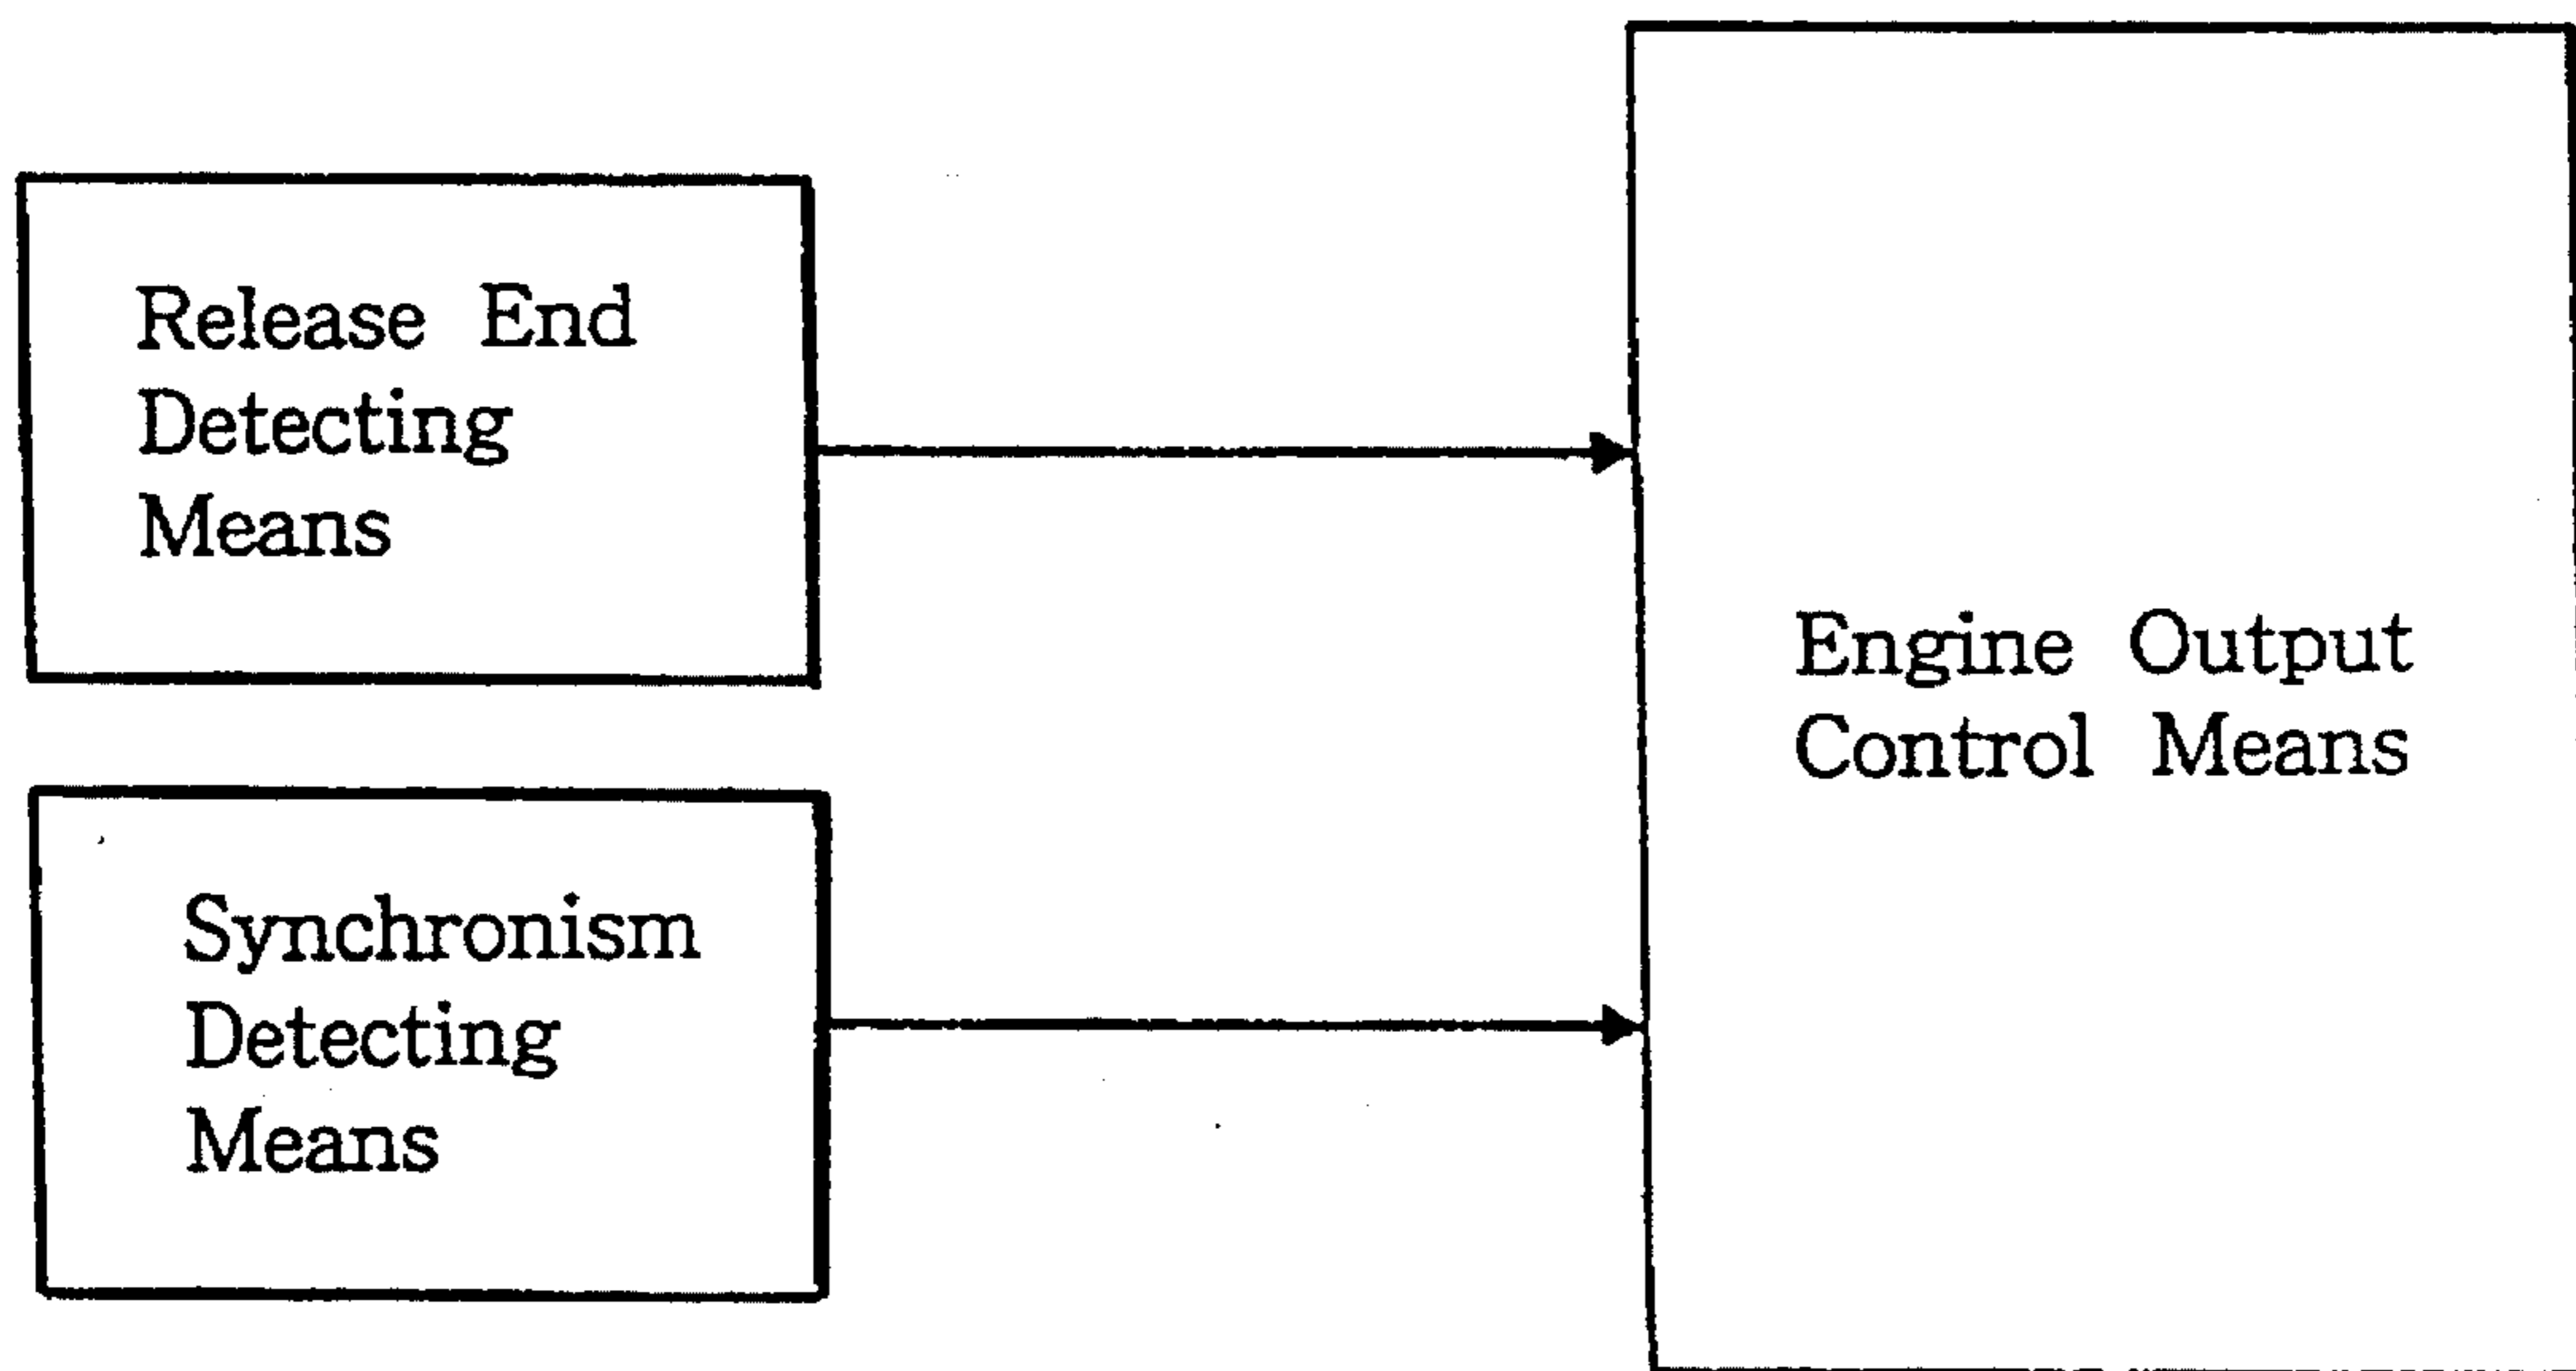 Release End
Detecting
Means
Synchronism
Detecting
Means
Engine Output
Control Means